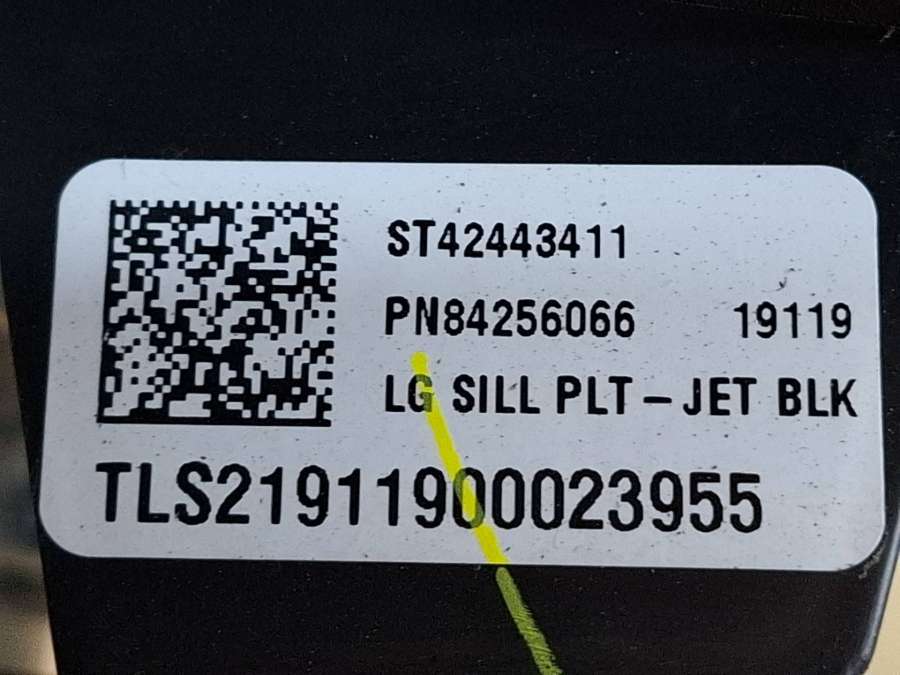 ST42443411
PN84256066 19119
LG SILL PLT-JET BLK
TLS21911900023955